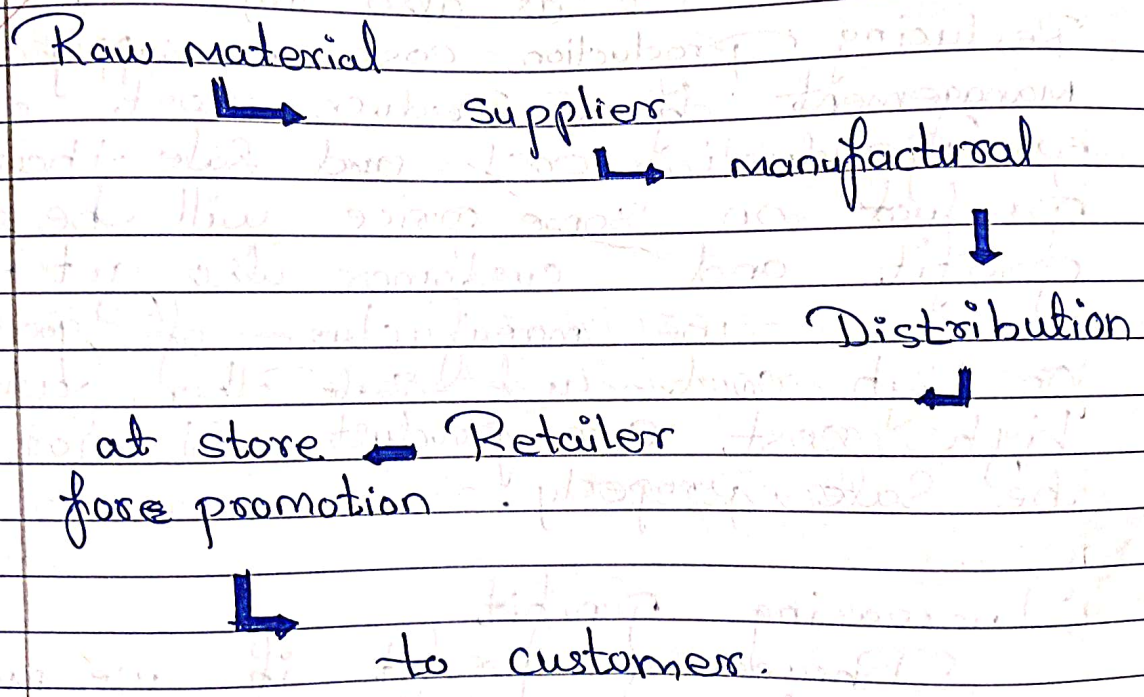 Raw Material
supplier
manufactural
Distribution
at store ← Retailer
fore promotion
to customer.